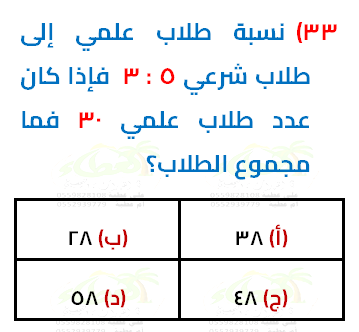 ٣٣) نسبة طلاب علمي إلى
طلاب شرعي ٥ : ٣ فإذا كان
عدد طلاب علمي ٣٠ فما
مجموع الطلاب؟
(أ) ٣٨
(ب) ٢٨
(ج) ٤٨
(د) ٥٨